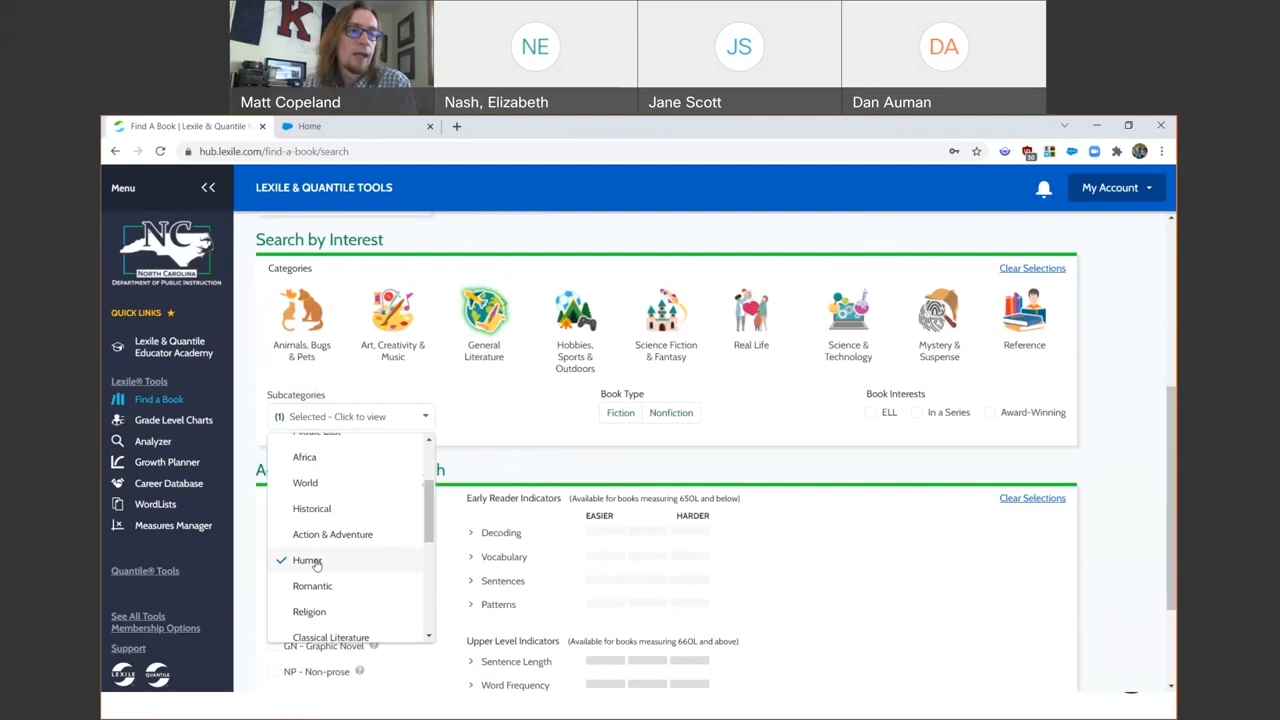 K
NE
JS
DA
Matt Copeland
Nash, Elizabeth
Jane Scott
Dan Auman
Find A Book | Lexile & Quantile H
Home
hub.lexile.com/find-a-book/search
30
Menu
LEXILE & QUANTILE TOOLS
My Account
NC
NORTH CAROLINA
DEPARTMENT OF PUBLIC INSTRUCTION
QUICK LINKS
Lexile & Quantile
Educator Academy
Lexile® Tools
Find a Book
Grade Level Charts
Analyzer
Growth Planner
Career Database
WordLists
Measures Manager
Quantile® Tools
See All Tools
Membership Options
Support
LEXILE
QUANTILE
Search by Interest
Categories
Clear Selections
Animals, Bugs
& Pets
Art, Creativity &
Music
General
Literature
Hobbies,
Sports &
Outdoors
Science Fiction
& Fantasy
Real Life
Science &
Technology
Mystery &
Suspense
Reference
Subcategories
(1) Selected - Click to view
Book Type
Fiction
Nonfiction
Book Interests
ELL
In a Series
Award-Winning
Middle East
Africa
World
Historical
Action & Adventure
Humor
Romantic
Religion
Classical Literature
GN - Graphic Novel
NP - Non-prose
Early Reader Indicators (Available for books measuring 650L and below)
Clear Selections
EASIER
HARDER
Decoding
Vocabulary
Sentences
Patterns
Upper Level Indicators (Available for books measuring 660L and above)
Sentence Length
Word Frequency